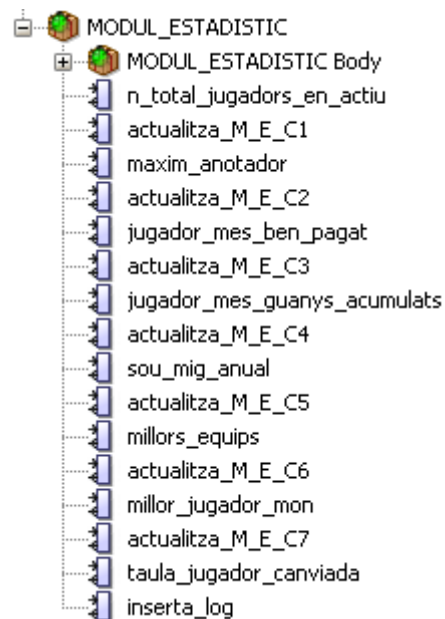 MODUL_ESTADISTIC
MODUL_ESTADISTIC Body
n_total_jugadors_en_actiu
actualitza_M_E_C1
maxim_anotador
actualitza_M_E_C2
jugador_mes_ben_pagat
actualitza_M_E_C3
jugador_mes_guanys_acumulats
actualitza_M_E_C4
sou_mig_anual
actualitza_M_E_C5
millors_equips
actualitza_M_E_C6
millor_jugador_mon
actualitza_M_E_C7
taula_jugador_canviada
inserta_log